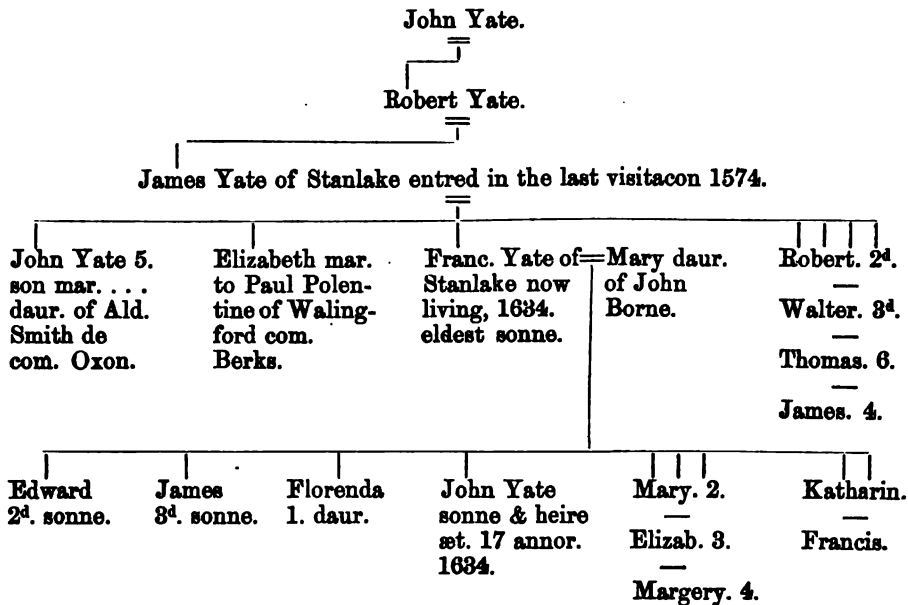 John Yate.
Robert Yate.
James Yate of Stanlake entred in the last visitacon 1574.
John Yate 5.
son mar. . . . .
daur. of Ald.
Smith de
com. Oxon.
Elizabeth mar.
to Paul Polen-
tine of Waling-
ford com.
Berks.
Franc. Yate of
Stanlake now
living, 1634.
eldest sonne.
Mary daur.
of John
Borne.
Robert. 2d.
Walter. 3d.
Thomas. 6.
James. 4.
Edward
2d. sonne.
James
3d. sonne.
Florenda
1. daur.
John Yate
sonne & heire
æt. 17 annor.
1634.
Mary. 2.
Elizab. 3.
Margery. 4.
Katharin.
Francis.